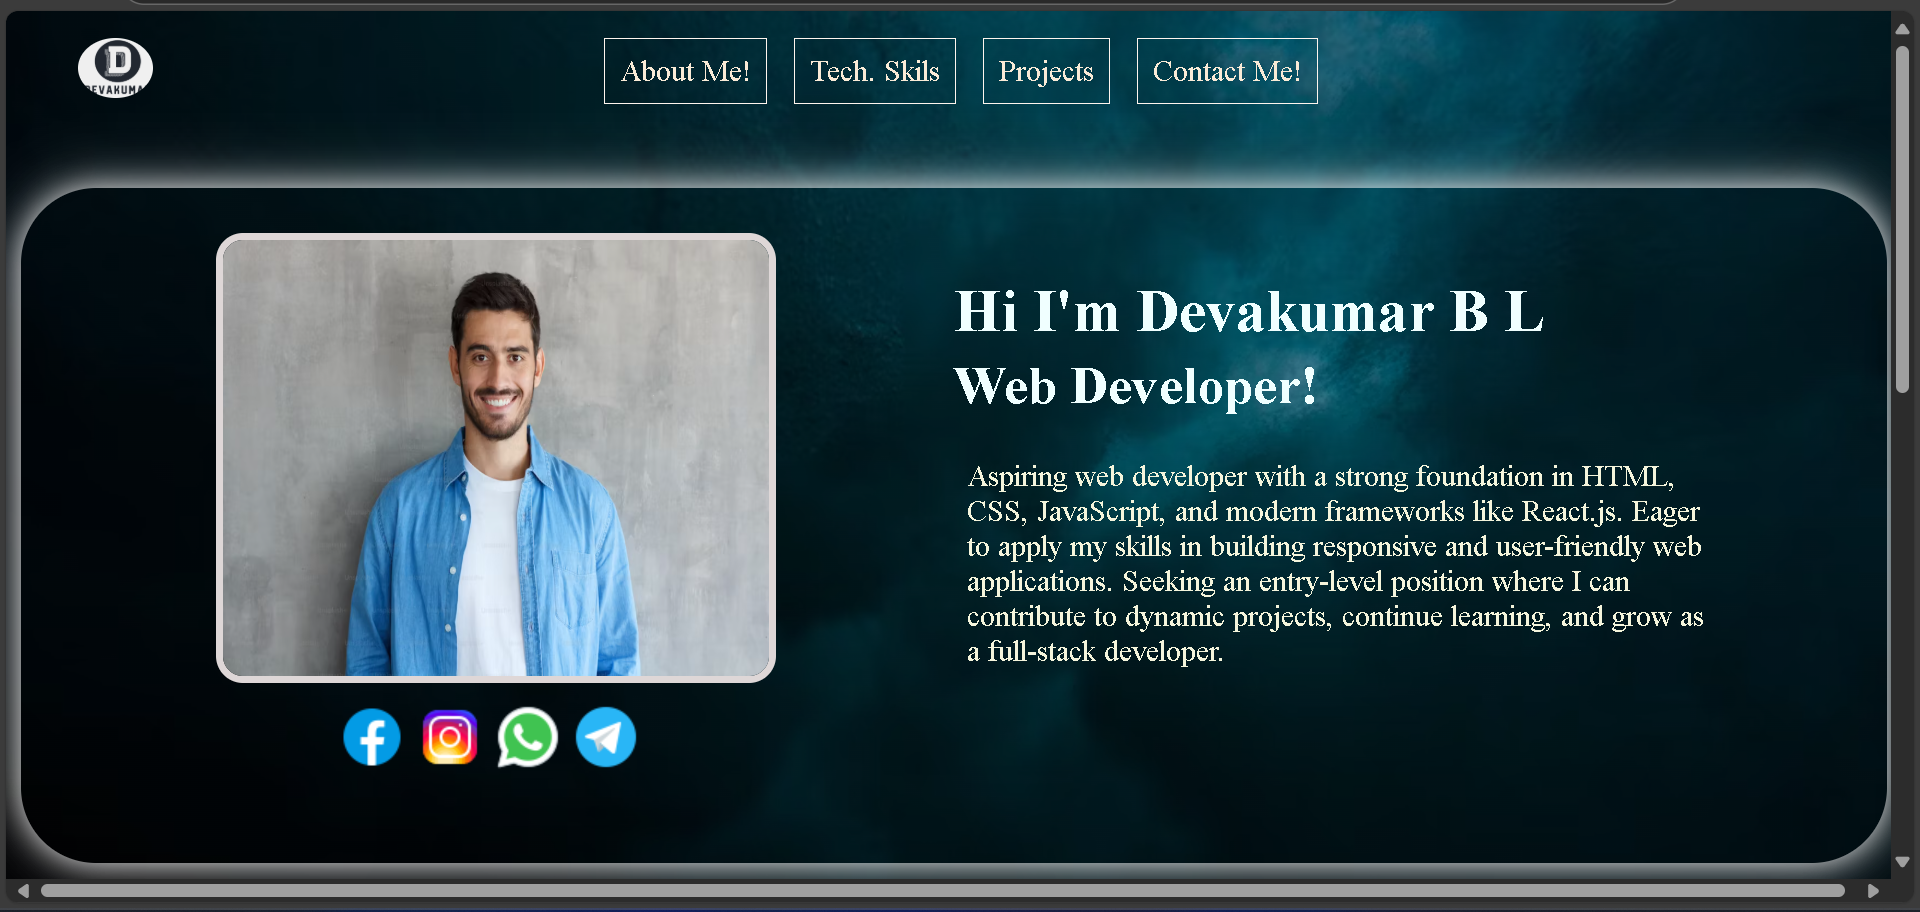 D
DEVAKUMA
About Me!
Tech. Skils
Projects
Contact Me!
Hi I'm Devakumar B L
Web Developer!
Aspiring web developer with a strong foundation in HTML,
CSS, JavaScript, and modern frameworks like React.js. Eager
to apply my skills in building responsive and user-friendly web
applications. Seeking an entry-level position where I can
contribute to dynamic projects, continue learning, and grow as
a full-stack developer.